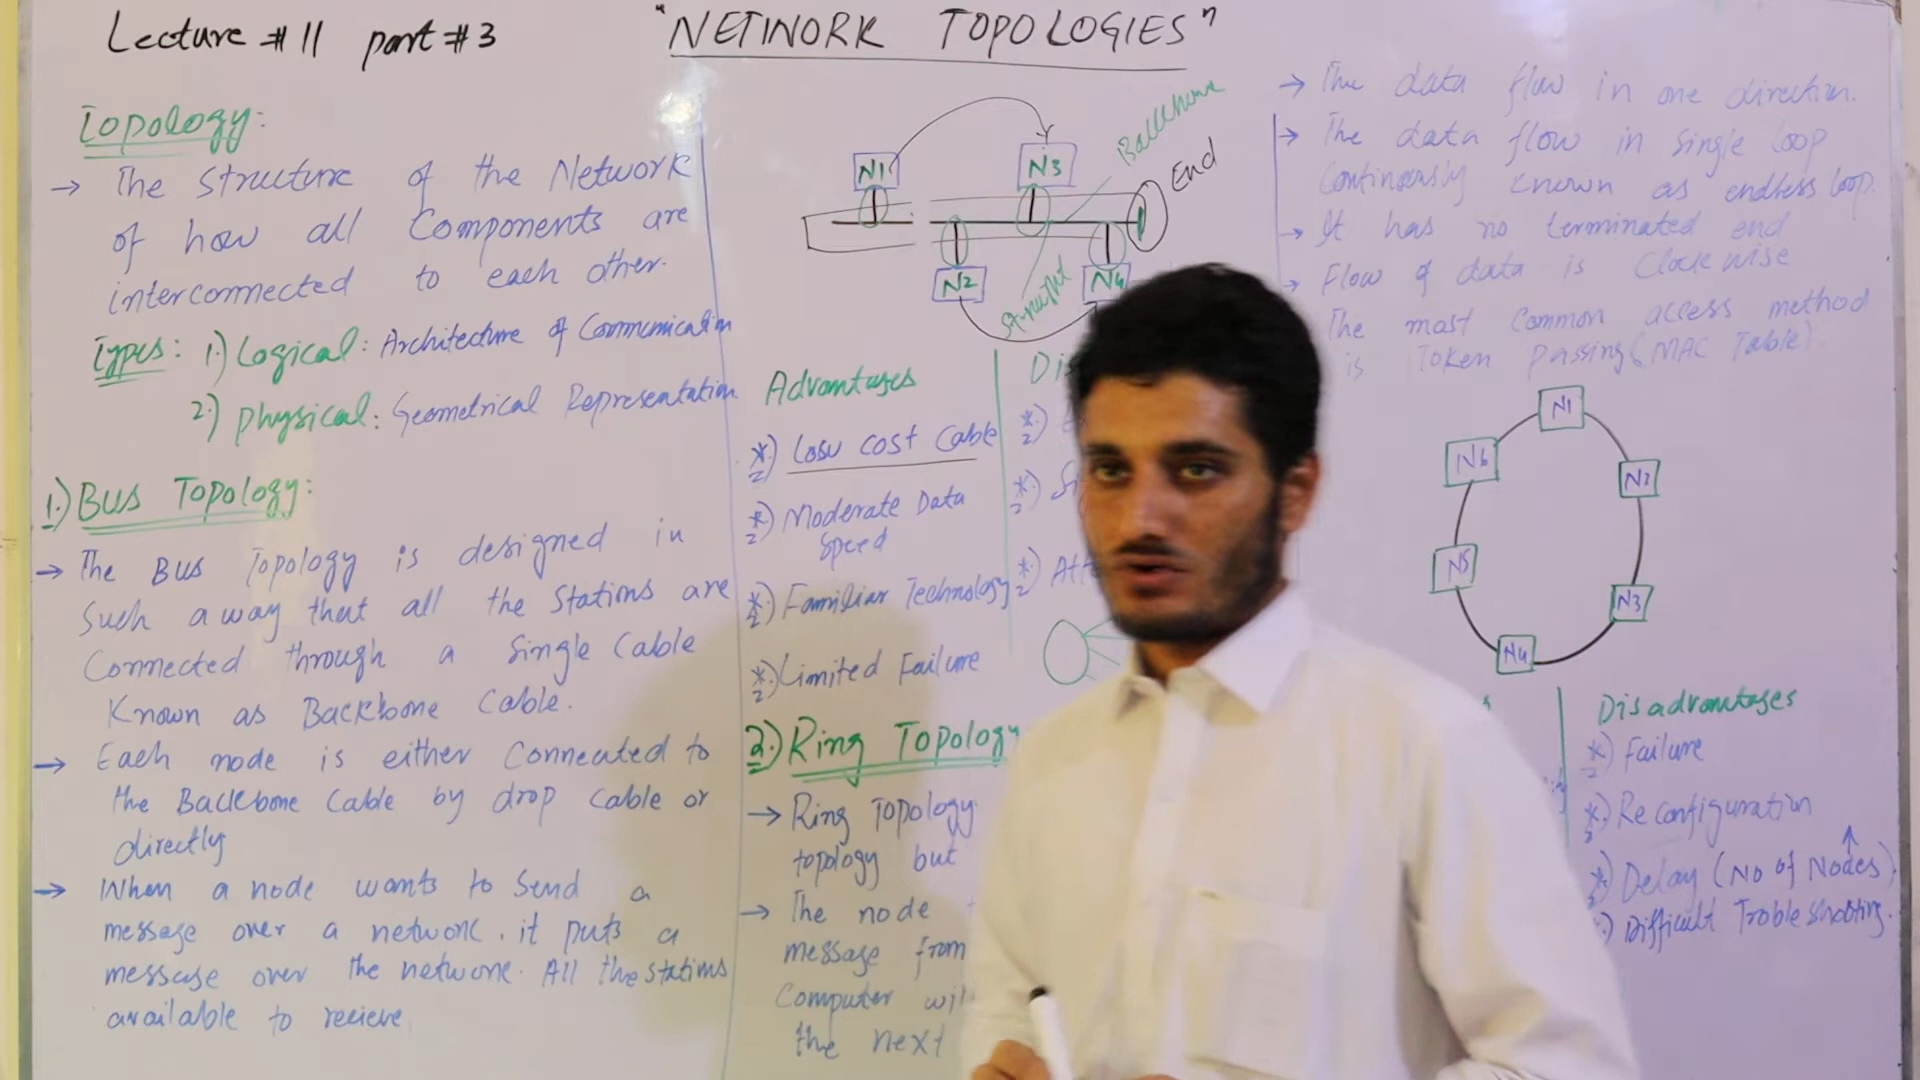 Lecture #11 part #3
"NETWORK TOPOLOGIES"
Topology:
→ The structure of the Network
of how all Components are
interconnected to each other.
Types: 1.) Logical: Architecture of Communication
2) Physical: Geometrical Representation
1.) Bus Topology:
→ The Bus Topology is designed in
such a way that all the stations are
Connected through a single Cable
Known as Backbone Cable.
→ Each node is either Connected to
the Backbone Cable by drop Cable or
directly
→ When a node wants to send a
message over a network. it puts a
message over the network. All the stations
available to recieve
N1
N3
N2
N4
Backbone
End
Advantages
*) Low cost Cable
*) Moderate Data
Speed
*) Familiar Technology
*) Limited Failure
Dis
*) Si
*) Att
2.) Ring Topology
→ Ring Topology
topology but
→ The node
message from
Computer will
the next
→ The data flow in one direction.
→ The data flow in single loop
Continously known as endless loop.
→ It has no terminated end
→ Flow of data is Clockwise
The most Common access method
is Token Passing (MAC Table).
N1
N2
N3
N4
N5
N6
Disadvantages
*) Failure
*) Reconfiguration
*) Delay (No of Nodes↑)
*) Difficult Trobleshooting.